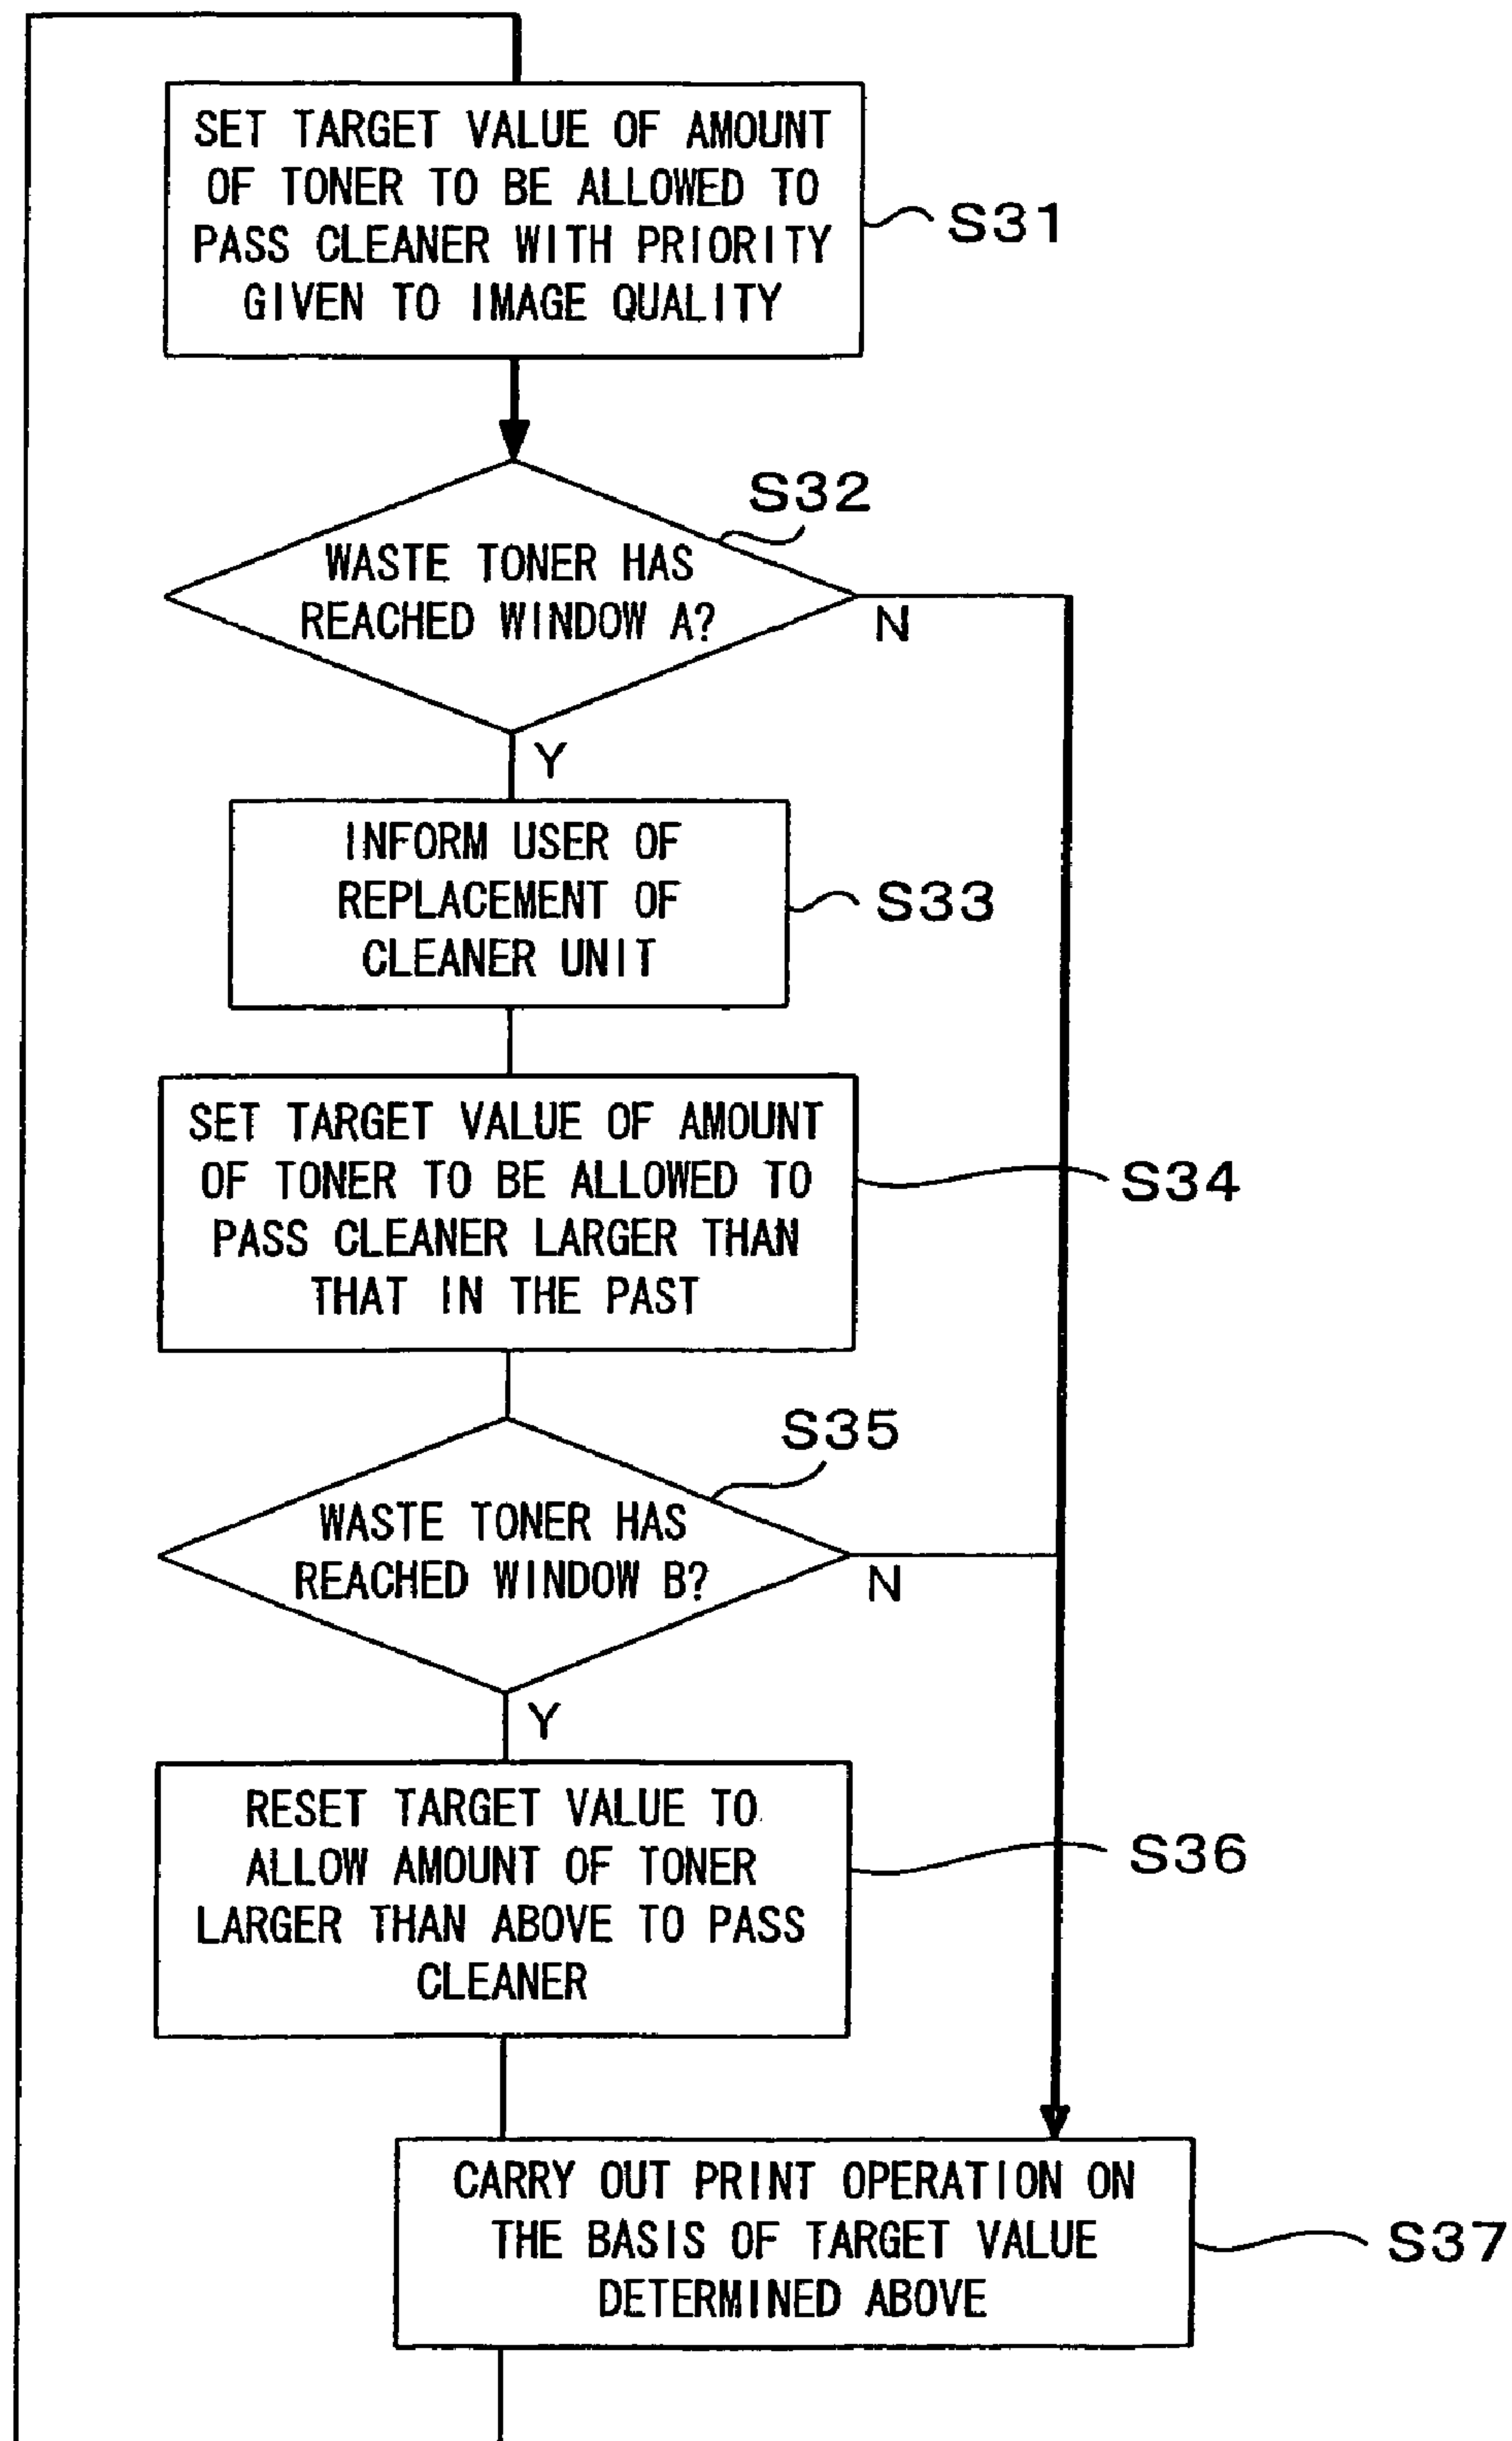 SET TARGET VALUE OF AMOUNT
OF TONER TO BE ALLOWED TO
PASS CLEANER WITH PRIORITY
GIVEN TO IMAGE QUALITY
S31
S32
WASTE TONER HAS
REACHED WINDOW A?
N
Y
INFORM USER OF
REPLACEMENT OF
CLEANER UNIT
S33
SET TARGET VALUE OF AMOUNT
OF TONER TO BE ALLOWED TO
PASS CLEANER LARGER THAN
THAT IN THE PAST
S34
S35
WASTE TONER HAS
REACHED WINDOW B?
N
Y
RESET TARGET VALUE TO
ALLOW AMOUNT OF TONER
LARGER THAN ABOVE TO PASS
CLEANER
S36
CARRY OUT PRINT OPERATION ON
THE BASIS OF TARGET VALUE
DETERMINED ABOVE
S37